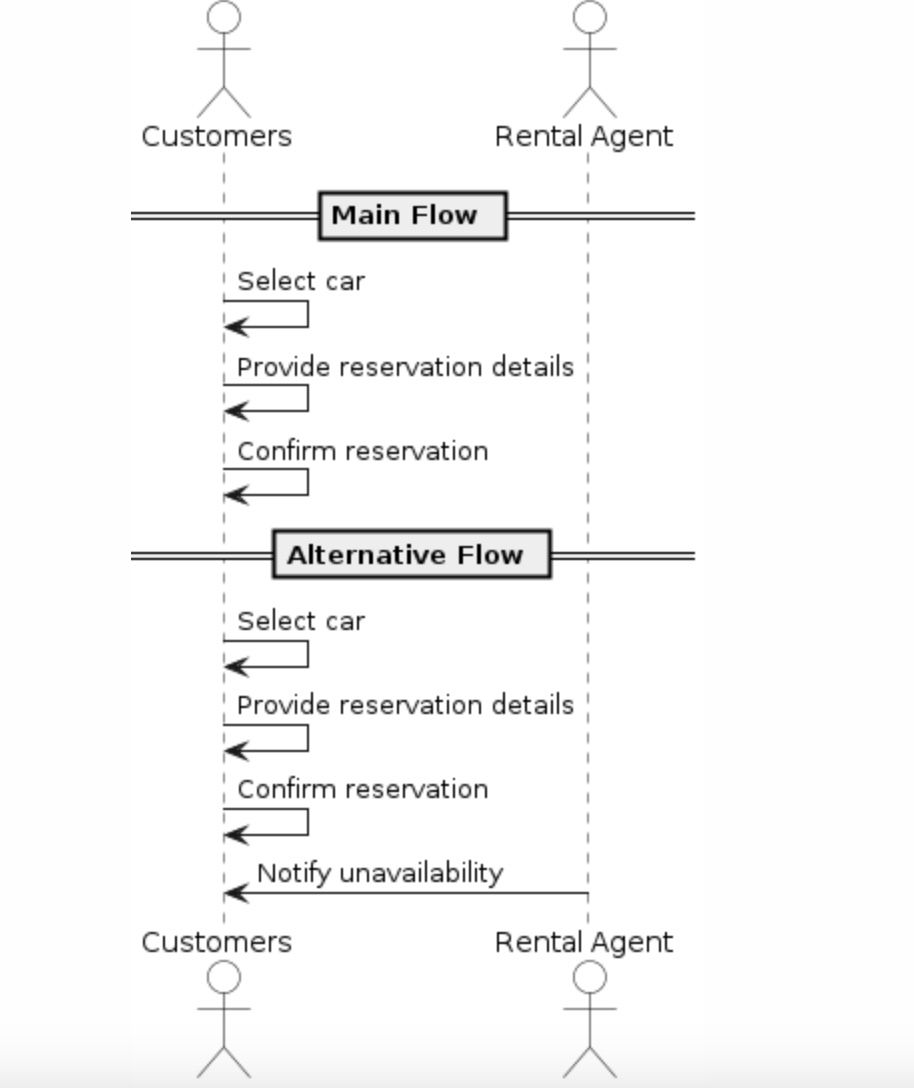 Customers
Rental Agent
Main Flow
Select car
Provide reservation details
Confirm reservation
Alternative Flow
Select car
Provide reservation details
Confirm reservation
Notify unavailability
Customers
Rental Agent